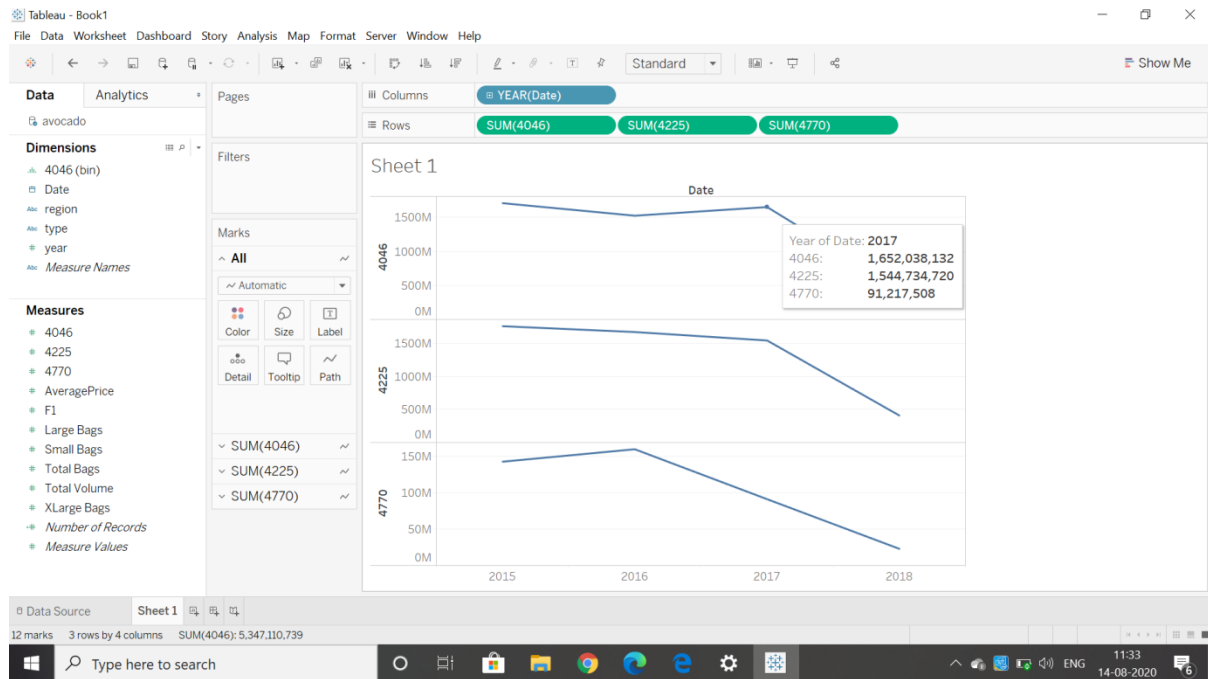 Tableau - Book1
File Data Worksheet Dashboard Story Analysis Map Format Server Window Help
Standard
Show Me
Data Analytics
avocado
Dimensions
4046 (bin)
Date
Abc region
Abc type
# year
Abc Measure Names
Measures
# 4046
# 4225
# 4770
# AveragePrice
# F1
# Large Bags
# Small Bags
# Total Bags
# Total Volume
# XLarge Bags
# Number of Records
# Measure Values
Pages
Filters
Marks
All
Automatic
Color Size Label
Detail Tooltip Path
SUM(4046)
SUM(4225)
SUM(4770)
Columns YEAR(Date)
Rows SUM(4046) SUM(4225) SUM(4770)
Sheet 1
Date
4046
1500M
1000M
500M
0M
Year of Date: 2017
4046: 1,652,038,132
4225: 1,544,734,720
4770: 91,217,508
4225
1500M
1000M
500M
0M
4770
150M
100M
50M
0M
2015 2016 2017 2018
Data Source Sheet 1
12 marks 3 rows by 4 columns SUM(4046): 5,347,110,739
Type here to search
ENG 11:33
14-08-2020
6